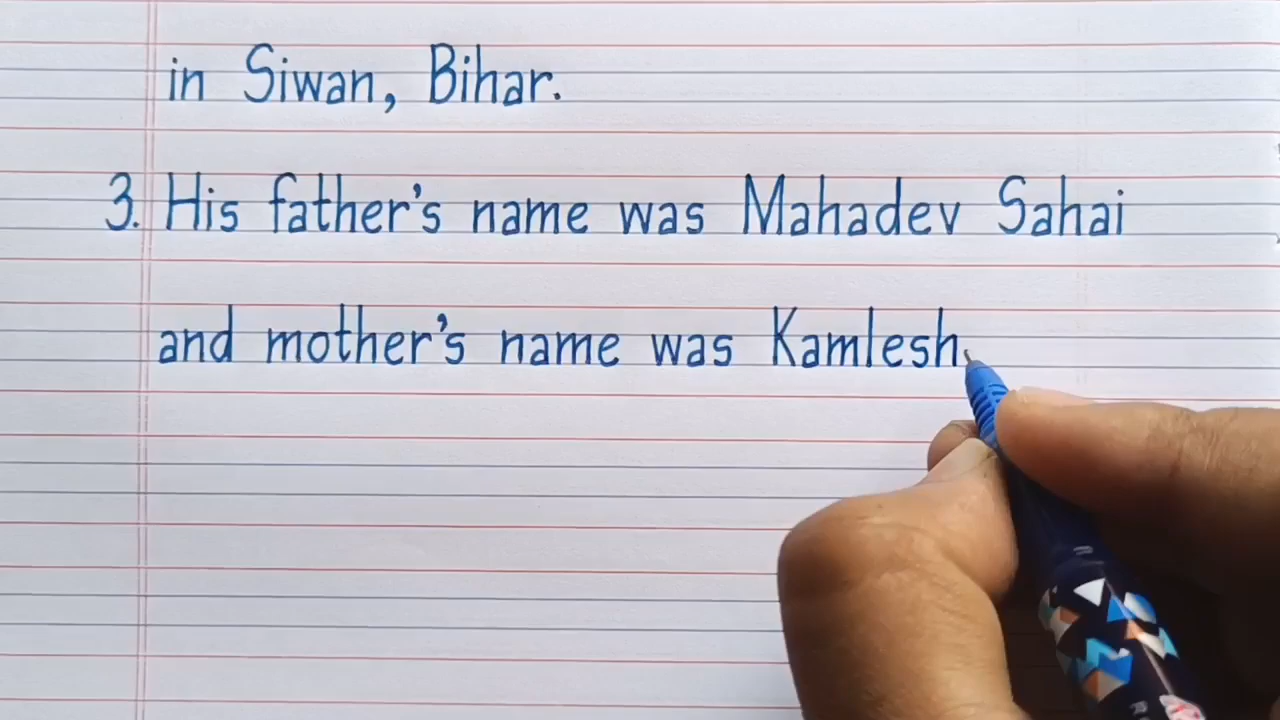 in Siwan, Bihar.
3. His father's name was Mahadev Sahai
and mother's name was Kamlesh